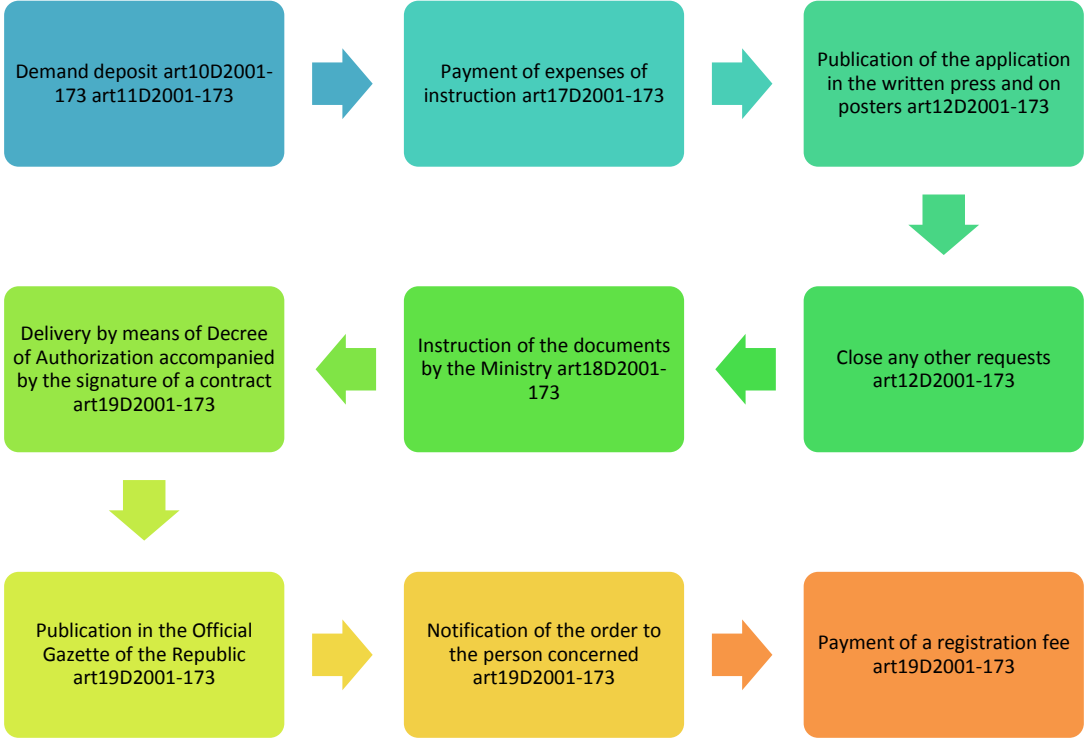 Demand deposit art10D2001-
173 art11D2001-173
Payment of expenses of
instruction art17D2001-173
Publication of the application
in the written press and on
posters art12D2001-173
Close any other requests
art12D2001-173
Instruction of the documents
by the Ministry art18D2001-
173
Delivery by means of Decree
of Authorization accompanied
by the signature of a contract
art19D2001-173
Publication in the Official
Gazette of the Republic
art19D2001-173
Notification of the order to
the person concerned
art19D2001-173
Payment of a registration fee
art19D2001-173